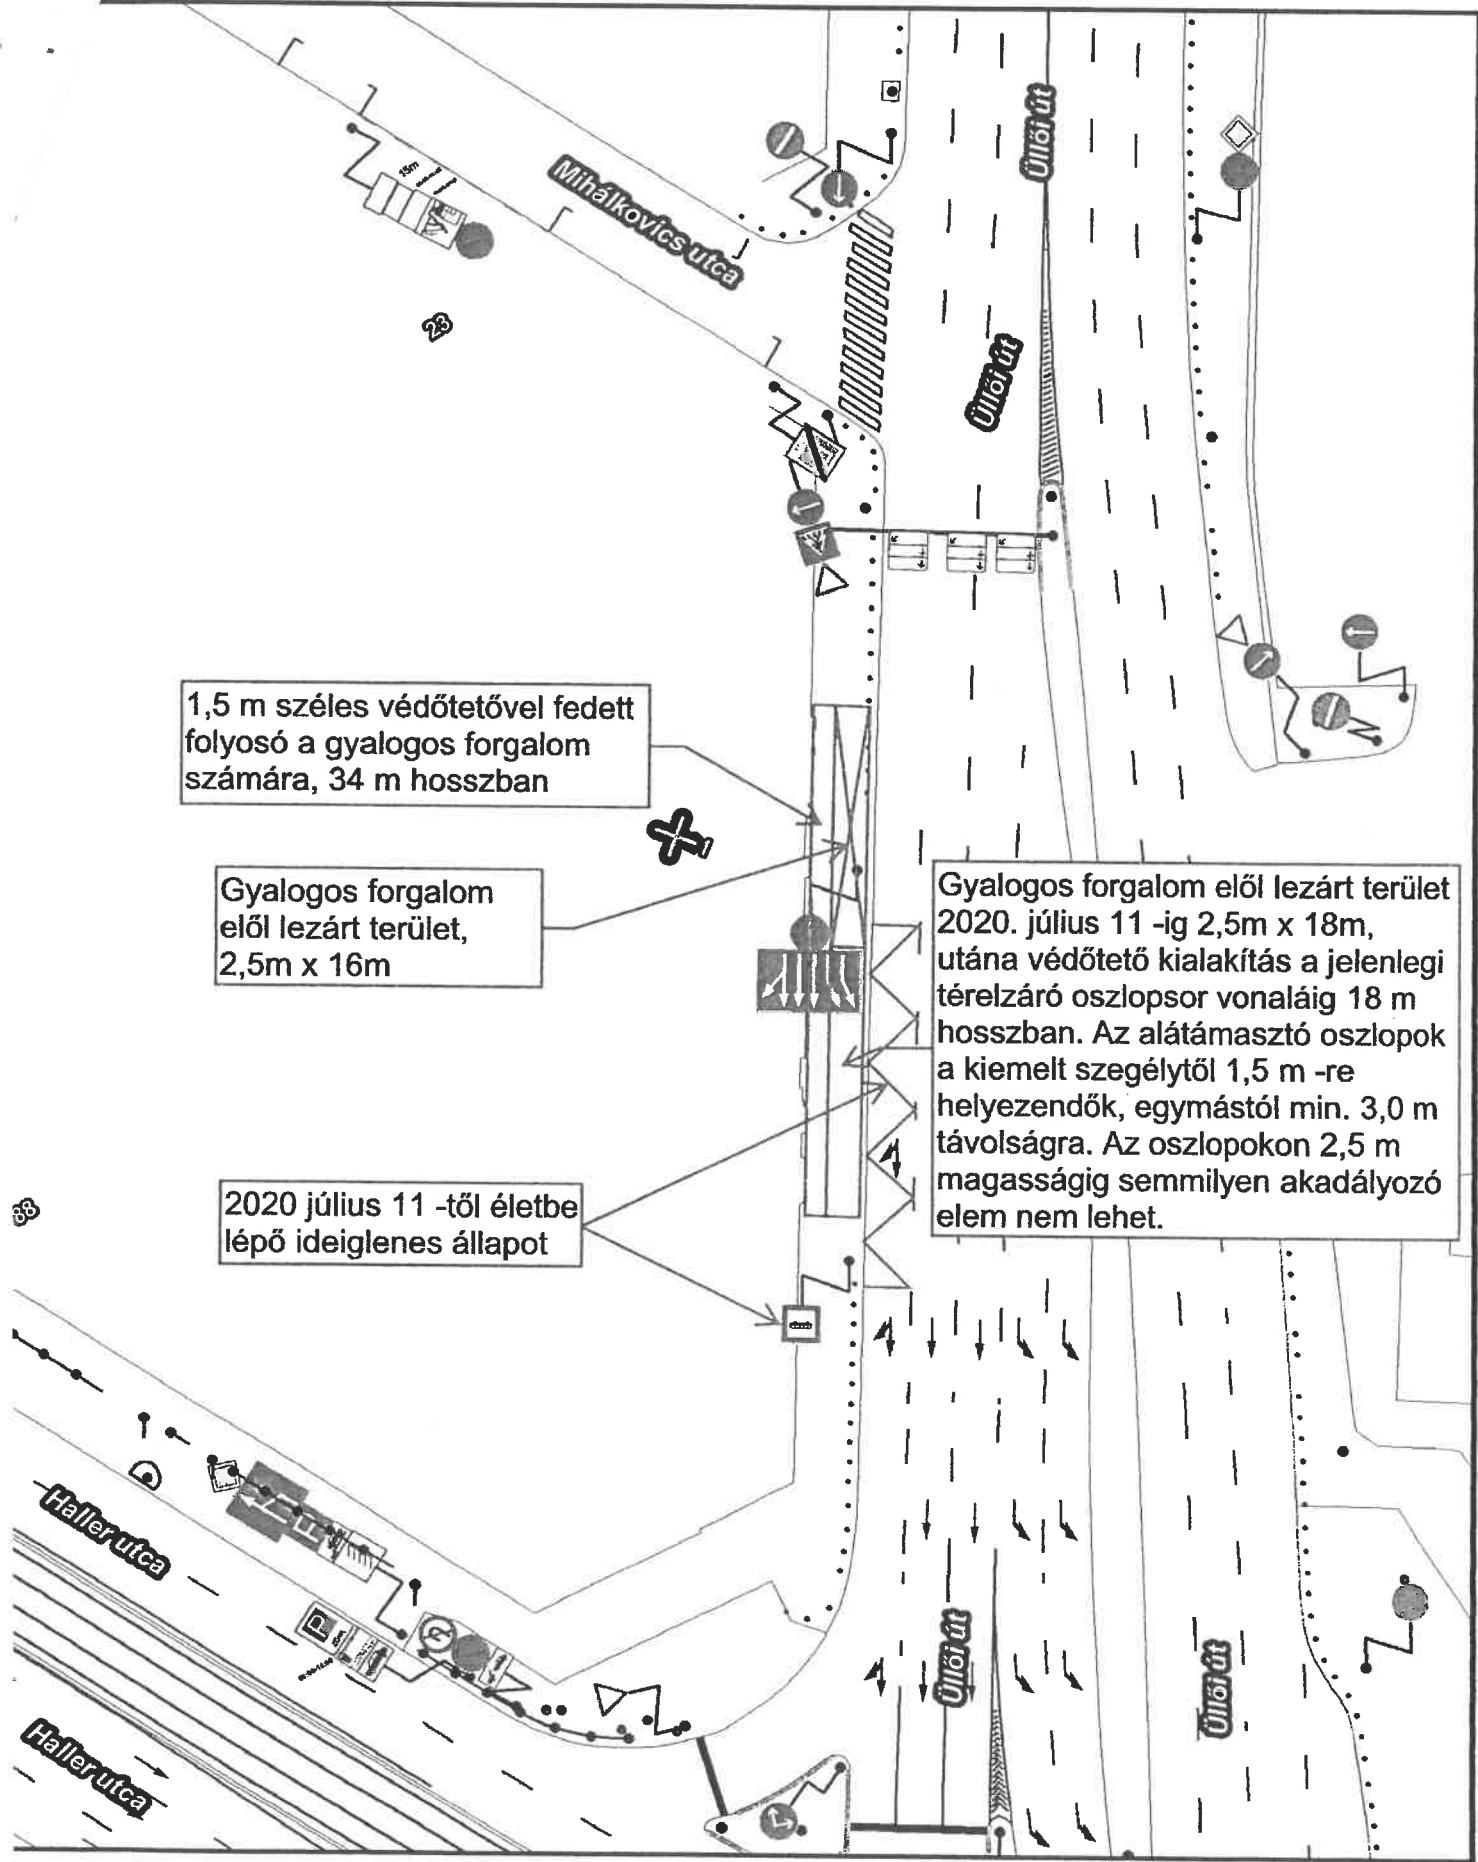 Üllői út
Mihálkovics utca
15m
23
Üllői út
1,5 m széles védőtetővel fedett
folyosó a gyalogos forgalom
számára, 34 m hosszban
Gyalogos forgalom
elől lezárt terület,
2,5m x 16m
Gyalogos forgalom elől lezárt terület
2020. július 11 -ig 2,5m x 18m,
utána védőtető kialakítás a jelenlegi
térelzáró oszlopsor vonaláig 18 m
hosszban. Az alátámasztó oszlopok
a kiemelt szegélytől 1,5 m -re
helyezendők, egymástól min. 3,0 m
távolságra. Az oszlopokon 2,5 m
magasságig semmilyen akadályozó
elem nem lehet.
2020 július 11 -től életbe
lépő ideiglenes állapot
38
Haller utca
P
Üllői út
Üllői út
Haller utca